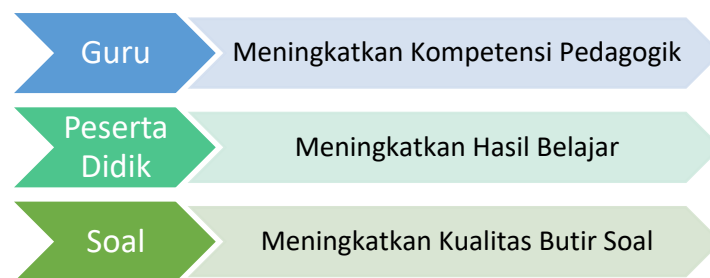 Guru
Meningkatkan Kompetensi Pedagogik
Peserta
Didik
Meningkatkan Hasil Belajar
Soal
Meningkatkan Kualitas Butir Soal